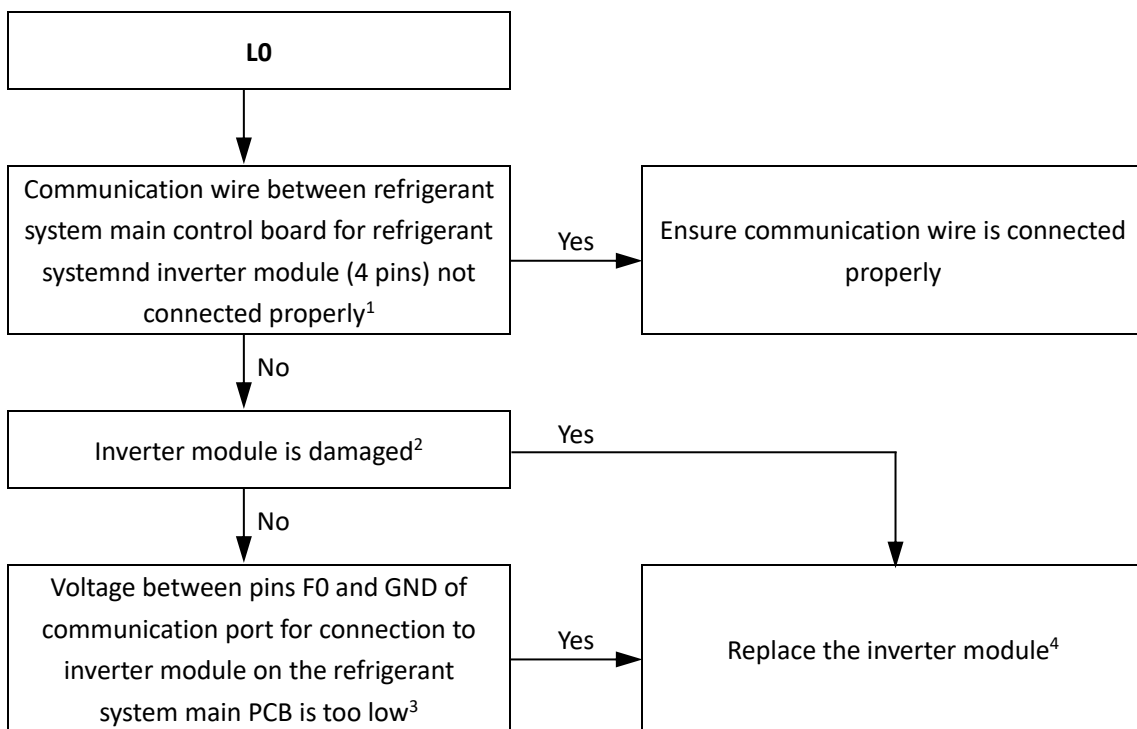 L0
Communication wire between refrigerant
system main control board for refrigerant
systemnd inverter module (4 pins) not
connected properly1
Yes
Ensure communication wire is connected
properly
No
Inverter module is damaged2
Yes
No
Voltage between pins F0 and GND of
communication port for connection to
inverter module on the refrigerant
system main PCB is too low3
Yes
Replace the inverter module4